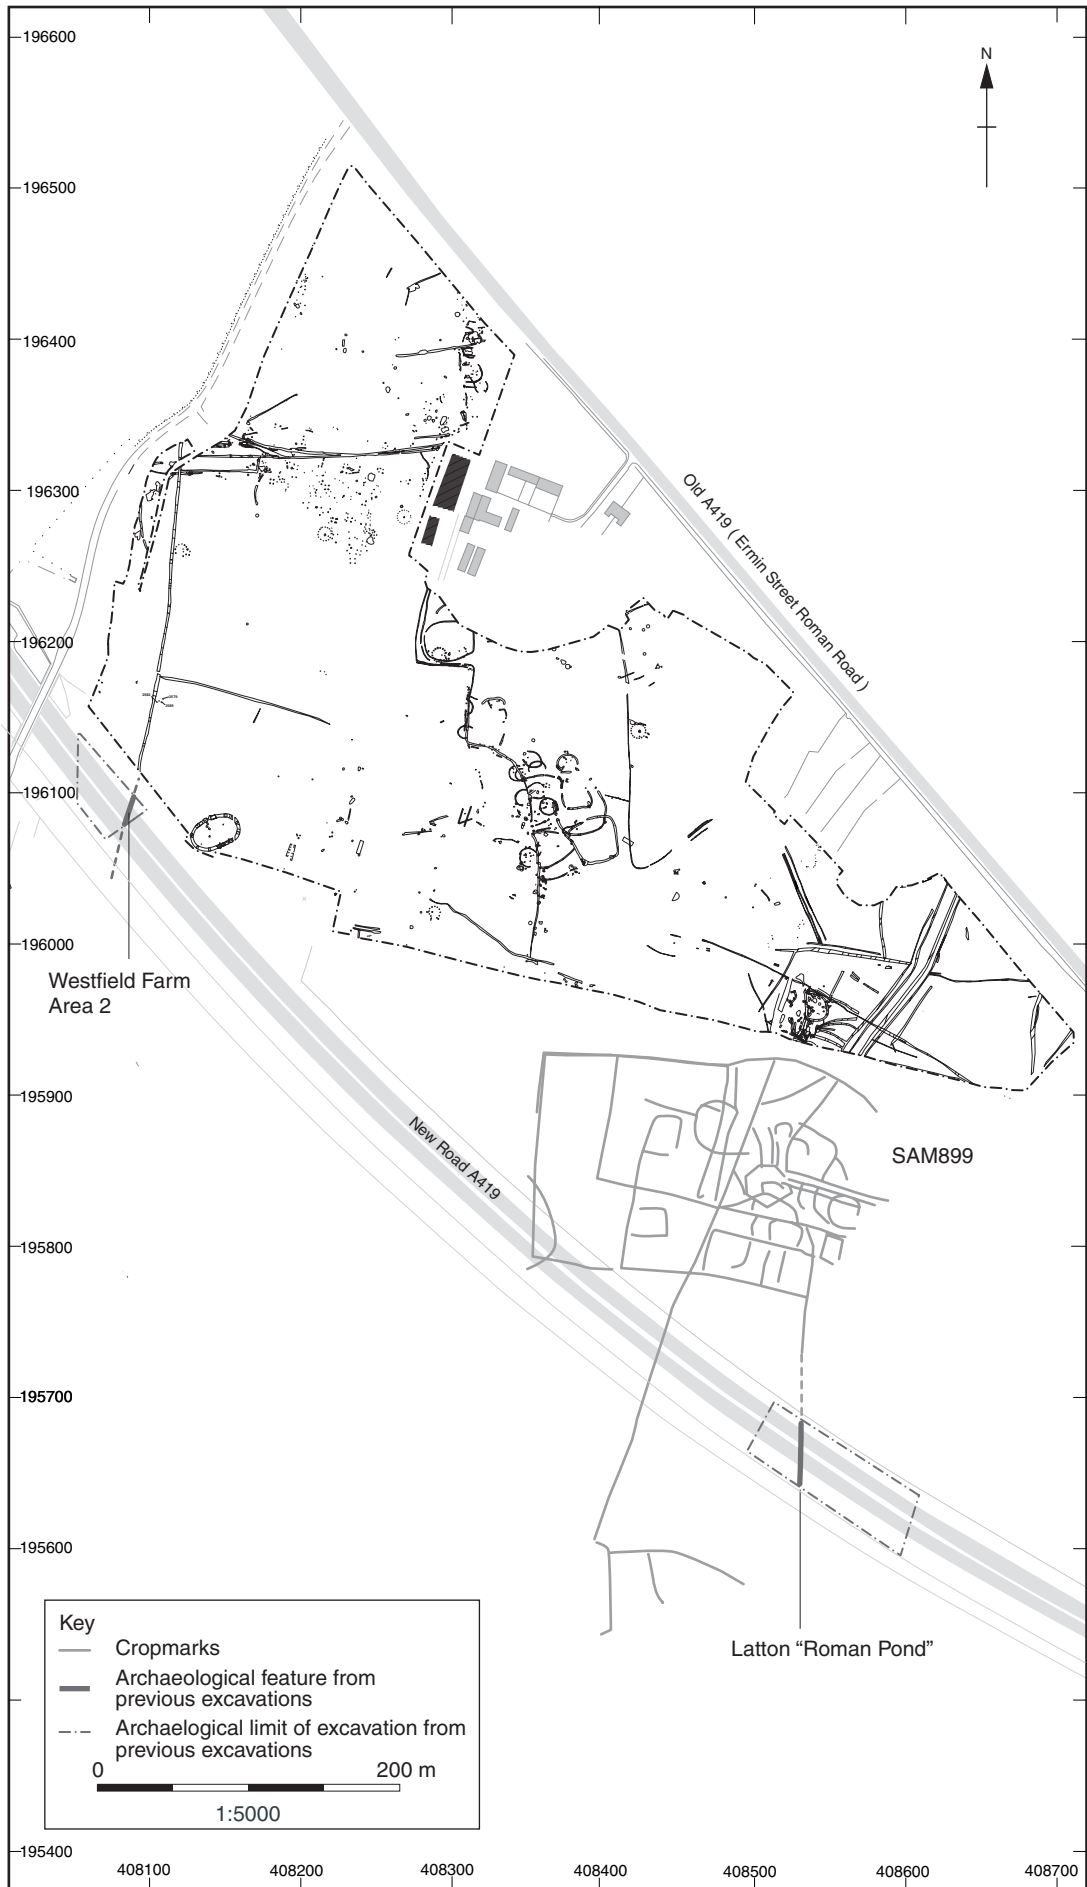 N
196600
196500
196400
196300
196200
196100
196000
195900
195800
195700
195600
195400
Old A419 ( Ermin Street Roman Road )
Westfield Farm
Area 2
New Road A419
SAM899
Latton “Roman Pond”
Key
Cropmarks
Archaeological feature from
previous excavations
Archaelogical limit of excavation from
previous excavations
0 200 m
1:5000
408100 408200 408300 408400 408500 408600 408700